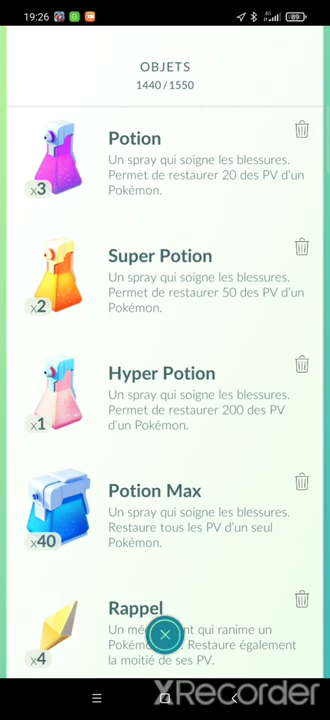 19:26
4G
89
OBJETS
1440 / 1550
Potion
Un spray qui soigne les blessures.
Permet de restaurer 20 des PV d'un
Pokémon.
x3
Super Potion
Un spray qui soigne les blessures.
Permet de restaurer 50 des PV d'un
Pokémon.
x2
Hyper Potion
Un spray qui soigne les blessures.
Permet de restaurer 200 des PV
d'un Pokémon.
x1
Potion Max
Un spray qui soigne les blessures.
Restaure tous les PV d'un seul
Pokémon.
x40
Rappel
Un qui ranime un
Restaure également
la moitié de ses PV.
x4
XRecorder